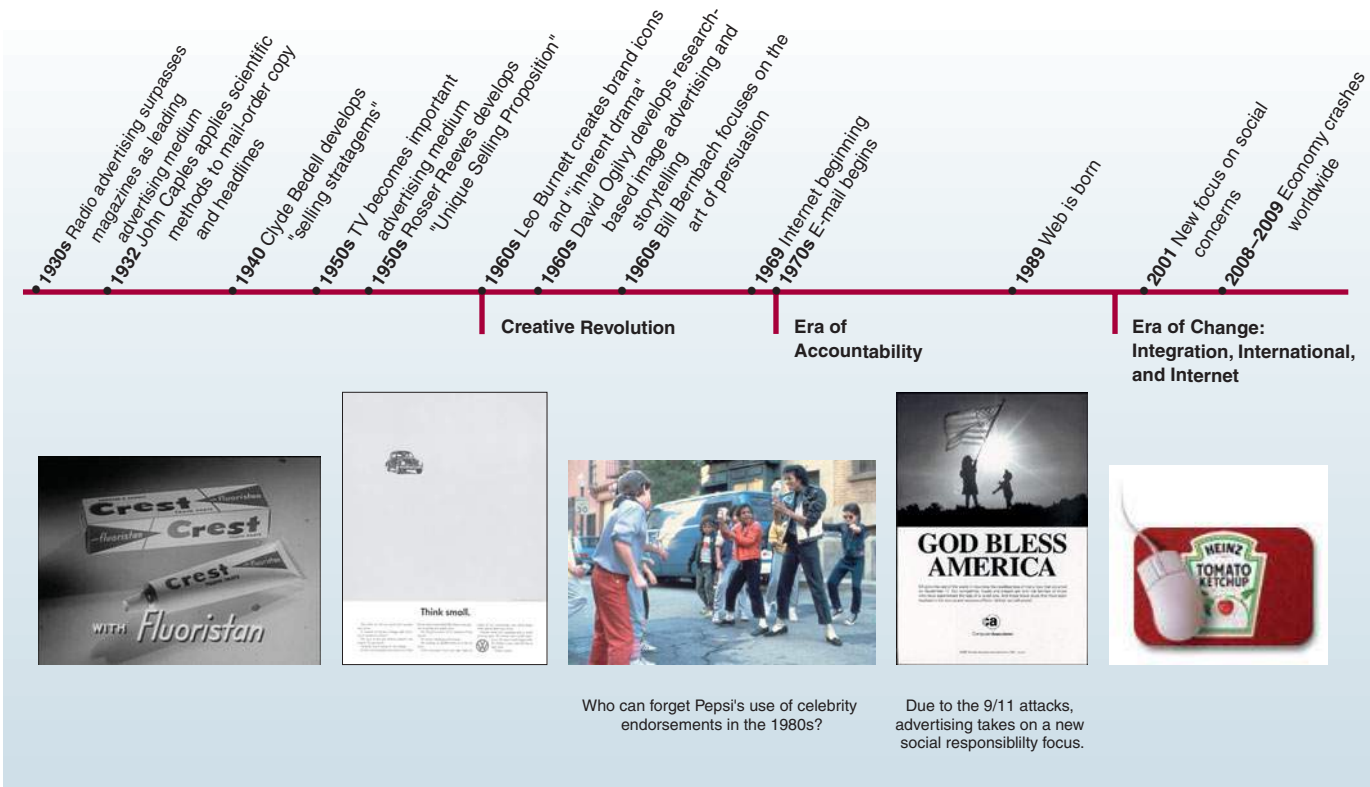 1930s Radio advertising surpasses
magazines as leading
advertising medium
1932 John Caples applies scientific
methods to mail-order copy
and headlines
1940 Clyde Bedell develops
"selling stratagems"
1950s TV becomes important
advertising medium
1950s Rosser Reeves develops
"Unique Selling Proposition"
1960s Leo Burnett creates brand icons
and "inherent drama"
1960s David Ogilvy develops research-
based image advertising and
storytelling
1960s Bill Bernbach focuses on the
art of persuasion
1969 Internet beginning
1970s E-mail begins
1989 Web is born
2001 New focus on social
concerns
2008–2009 Economy crashes
worldwide
Creative Revolution
Era of
Accountability
Era of Change:
Integration, International,
and Internet
Crest
Fluoristan
Crest
Fluoristan
Crest
WITH Fluoristan
Think small.
GOD BLESS
AMERICA
ca
Computer Associates
HEINZ
TOMATO
KETCHUP
Who can forget Pepsi's use of celebrity
endorsements in the 1980s?
Due to the 9/11 attacks,
advertising takes on a new
social responsiblilty focus.